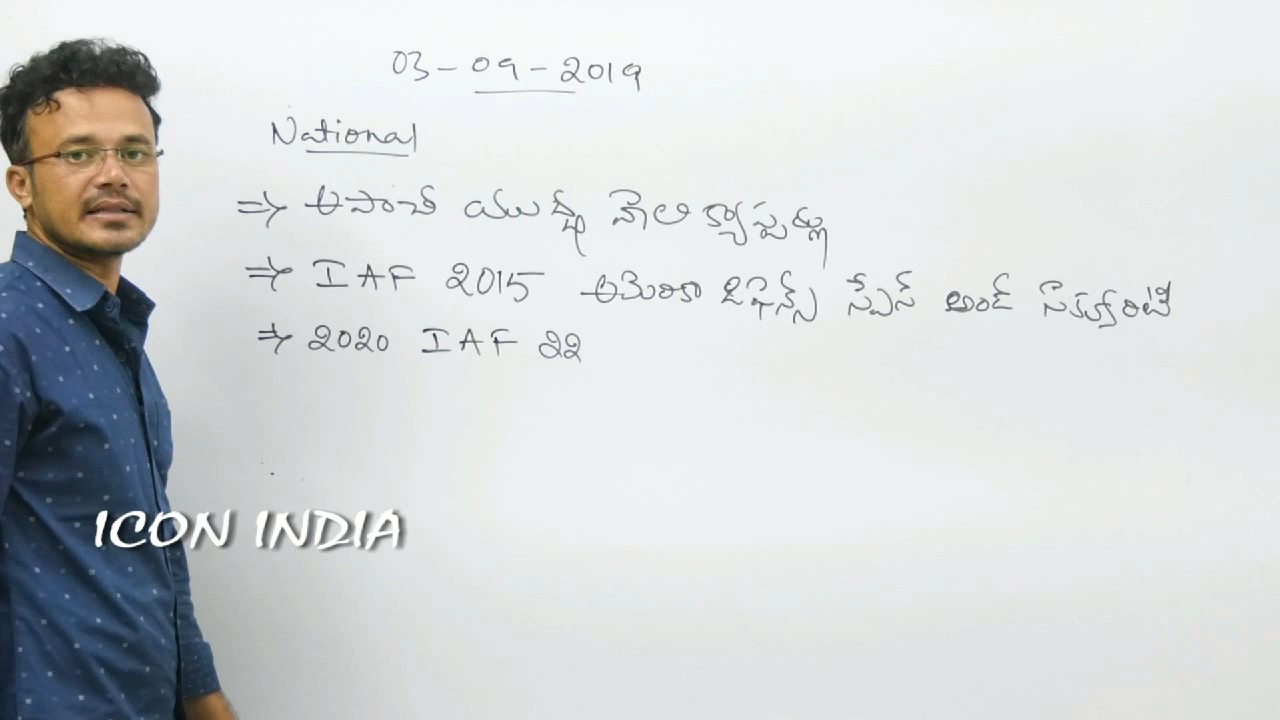 03-09-2019
National
⇒ అపాచీ యుద్ధ హెలిక్యాప్టర్లు
⇒ IAF 2015 అమెరికా డిఫెన్స్ స్పేస్ అండ్ సెక్యూరిటీ
⇒ 2020 IAF 22
ICON INDIA